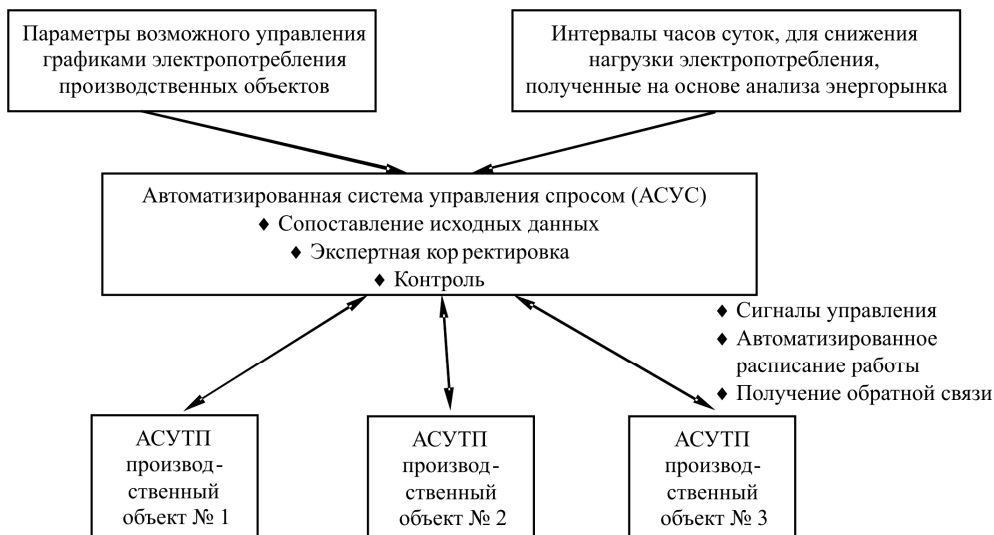 Параметры возможного управления
графиками электропотребления
производственных объектов
Интервалы часов суток, для снижения
нагрузки электропотребления,
полученные на основе анализа энергорынка
Автоматизированная система управления спросом (АСУС)
♦ Сопоставление исходных данных
♦ Экспертная кор ректировка
♦ Контроль
♦ Сигналы управления
♦ Автоматизированное
расписание работы
♦ Получение обратной связи
АСУТП
производ-
ственный
объект № 1
АСУТП
производ-
ственный
объект № 2
АСУТП
производ-
ственный
объект № 3